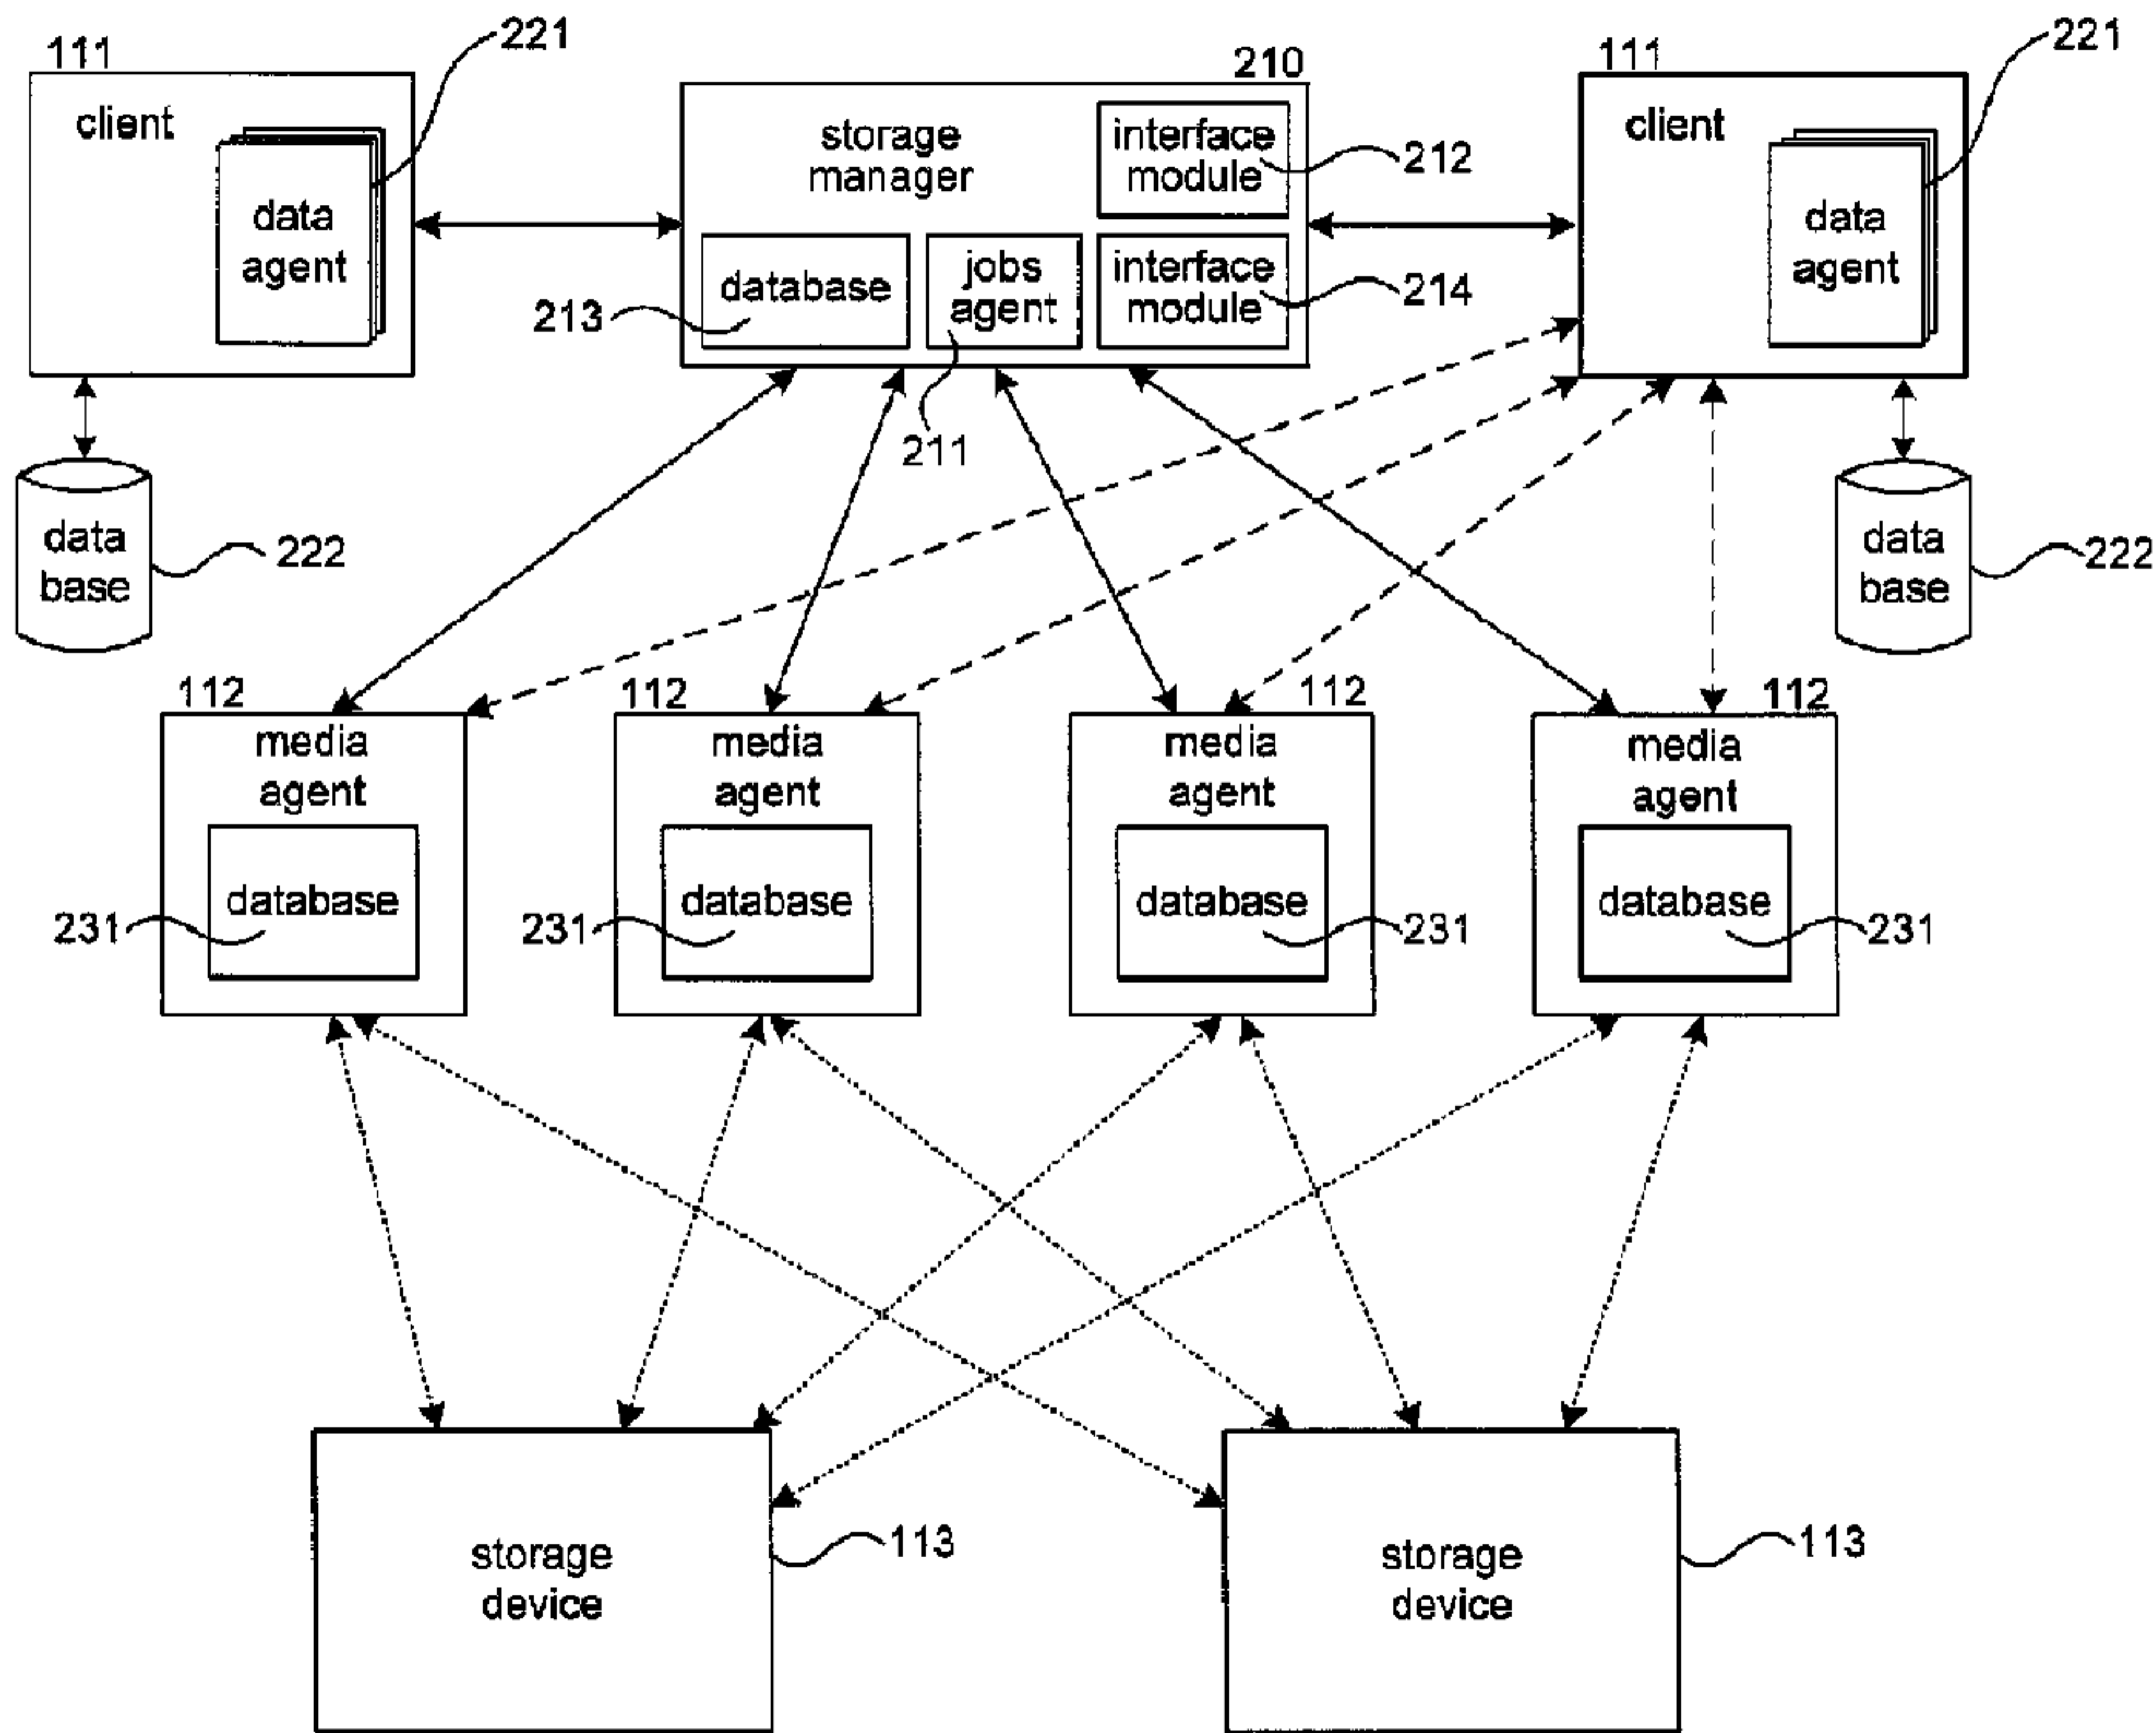 111
221
client
data
agent
210
storage
manager
interface
module
212
database
213
jobs
agent
211
interface
module
214
111
221
client
data
agent
data
base
222
data
base
222
112
media
agent
database
231
112
media
agent
database
231
112
media
agent
database
231
112
media
agent
database
231
storage
device
113
storage
device
113